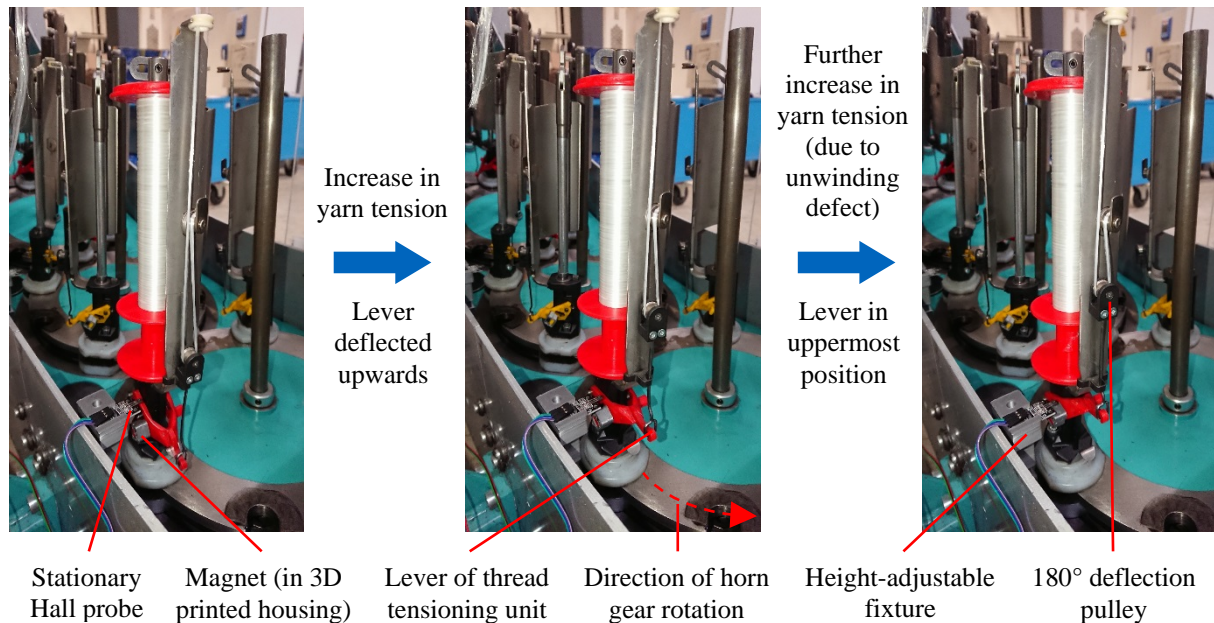 Increase in
yarn tension
Lever
deflected
upwards
Further
increase in
yarn tension
(due to
unwinding
defect)
Lever in
uppermost
position
Stationary
Hall probe
Magnet (in 3D
printed housing)
Lever of thread
tensioning unit
Direction of horn
gear rotation
Height-adjustable
fixture
180° deflection
pulley